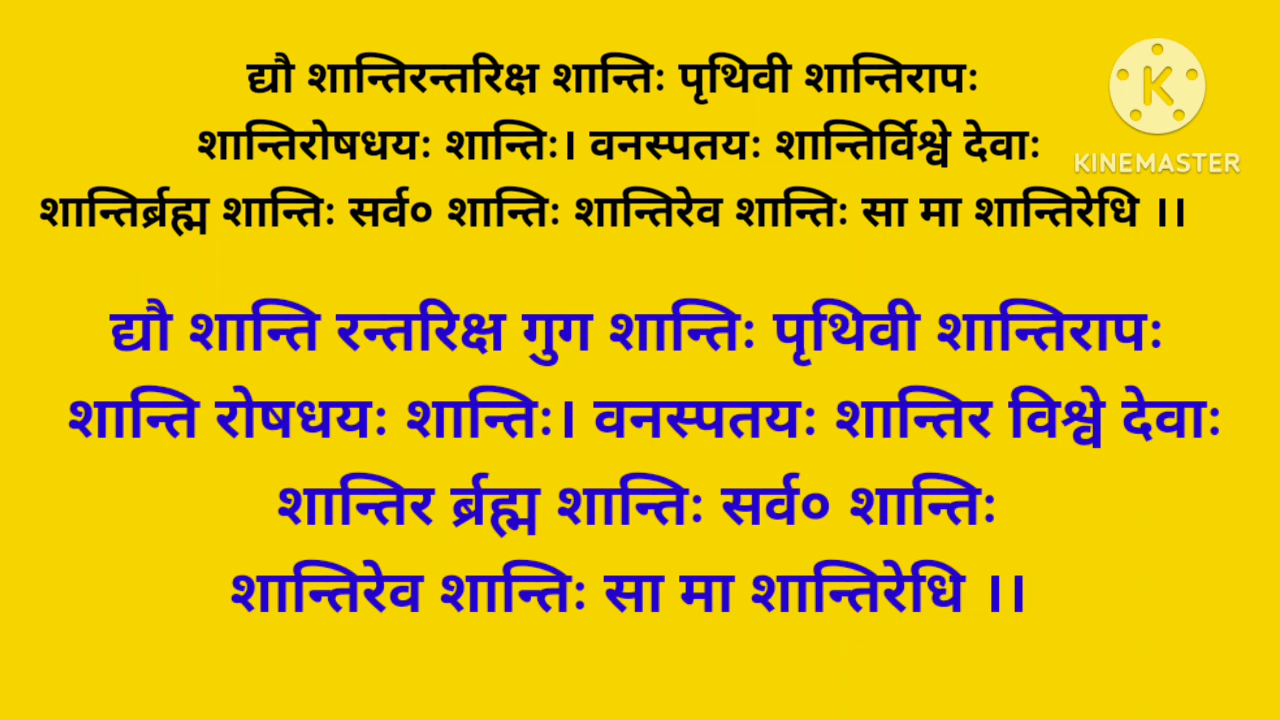 द्यौ शान्तिरन्तरिक्ष शान्तिः पृथिवी शान्तिरापः
शान्तिरोषधयः शान्तिः। वनस्पतयः शान्तिर्विश्वे देवाः
शान्तिर्ब्रह्म शान्तिः सर्व० शान्तिः शान्तिरेव शान्तिः सा मा शान्तिरेधि ।।
KINEMASTER
द्यौ शान्ति रन्तरिक्ष गुग शान्तिः पृथिवी शान्तिरापः
शान्ति रोषधयः शान्तिः। वनस्पतयः शान्तिर विश्वे देवाः
शान्तिर र्ब्रह्म शान्तिः सर्व० शान्तिः
शान्तिरेव शान्तिः सा मा शान्तिरेधि ।।